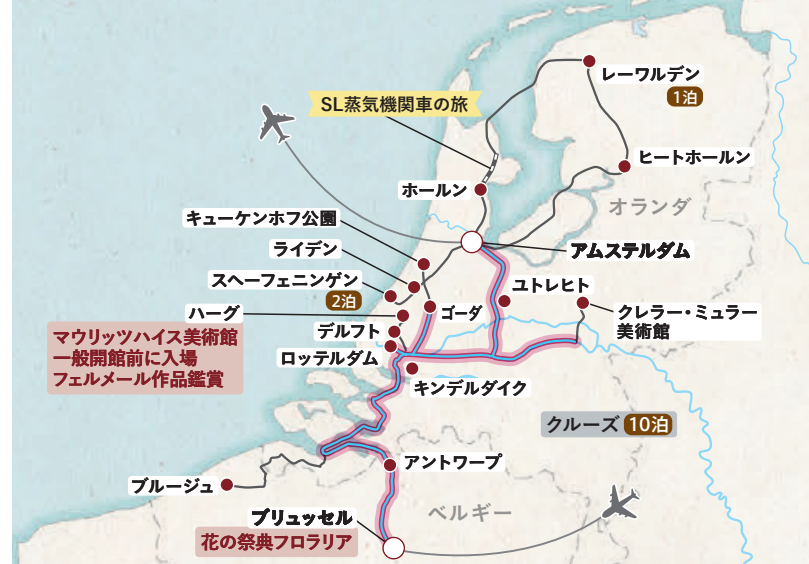 レーワルデン
1泊
SL蒸気機関車の旅
ヒートホールン
ホールン
オランダ
キューケンホフ公園
アムステルダム
ライデン
スヘーフェニンゲン
2泊
ユトレヒト
ハーグ
ゴーダ
クレラー・ミュラー
美術館
マウリッツハイス美術館
一般開館前に入場
フェルメール作品鑑賞
デルフト
ロッテルダム
キンデルダイク
クルーズ 10泊
アントワープ
ブルージュ
ベルギー
ブリュッセル
花の祭典フロラリア